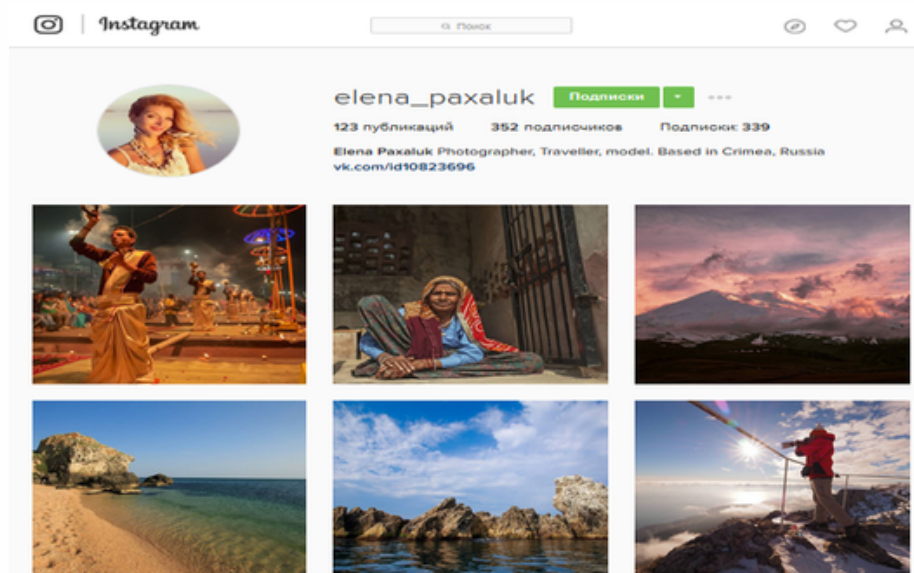 Instagram
Поиск
elena_paxaluk Подписки
123 публикаций 352 подписчиков Подписки: 339
Elena Paxaluk Photographer, Traveller, model. Based in Crimea, Russia
vk.com/id10823696